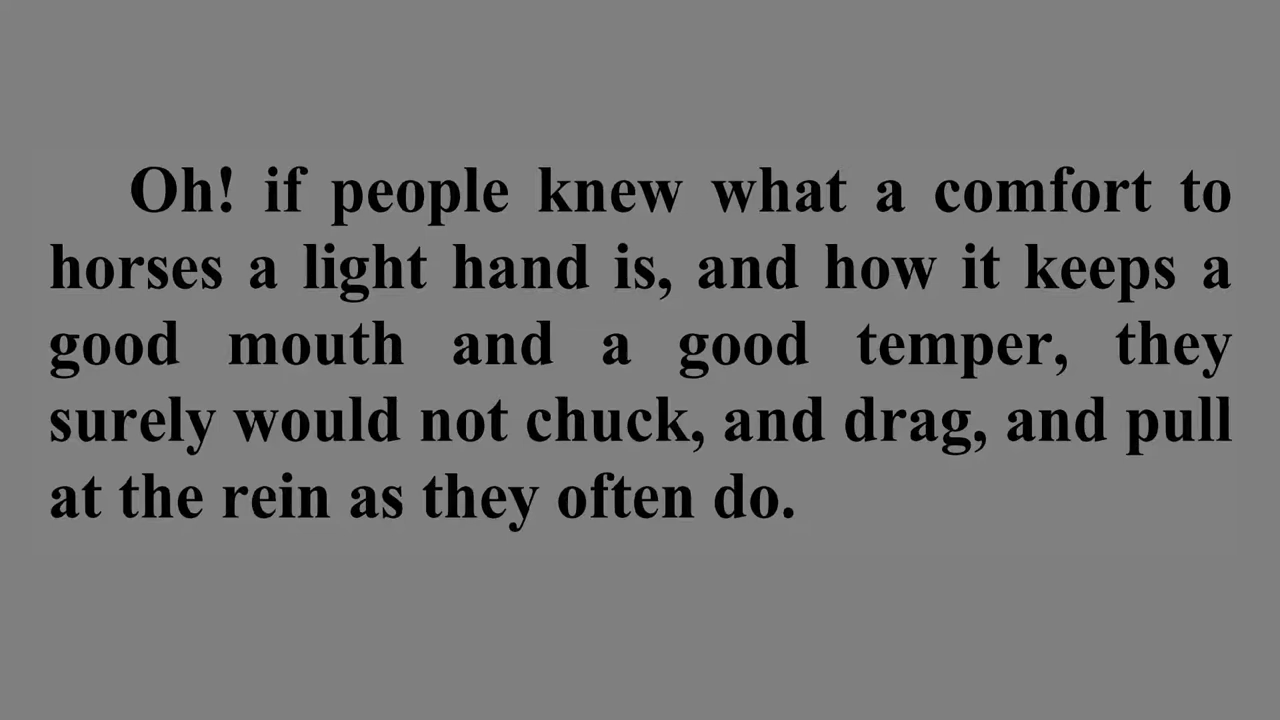 Oh! if people knew what a comfort to
horses a light hand is, and how it keeps a
good mouth and a good temper, they
surely would not chuck, and drag, and pull
at the rein as they often do.